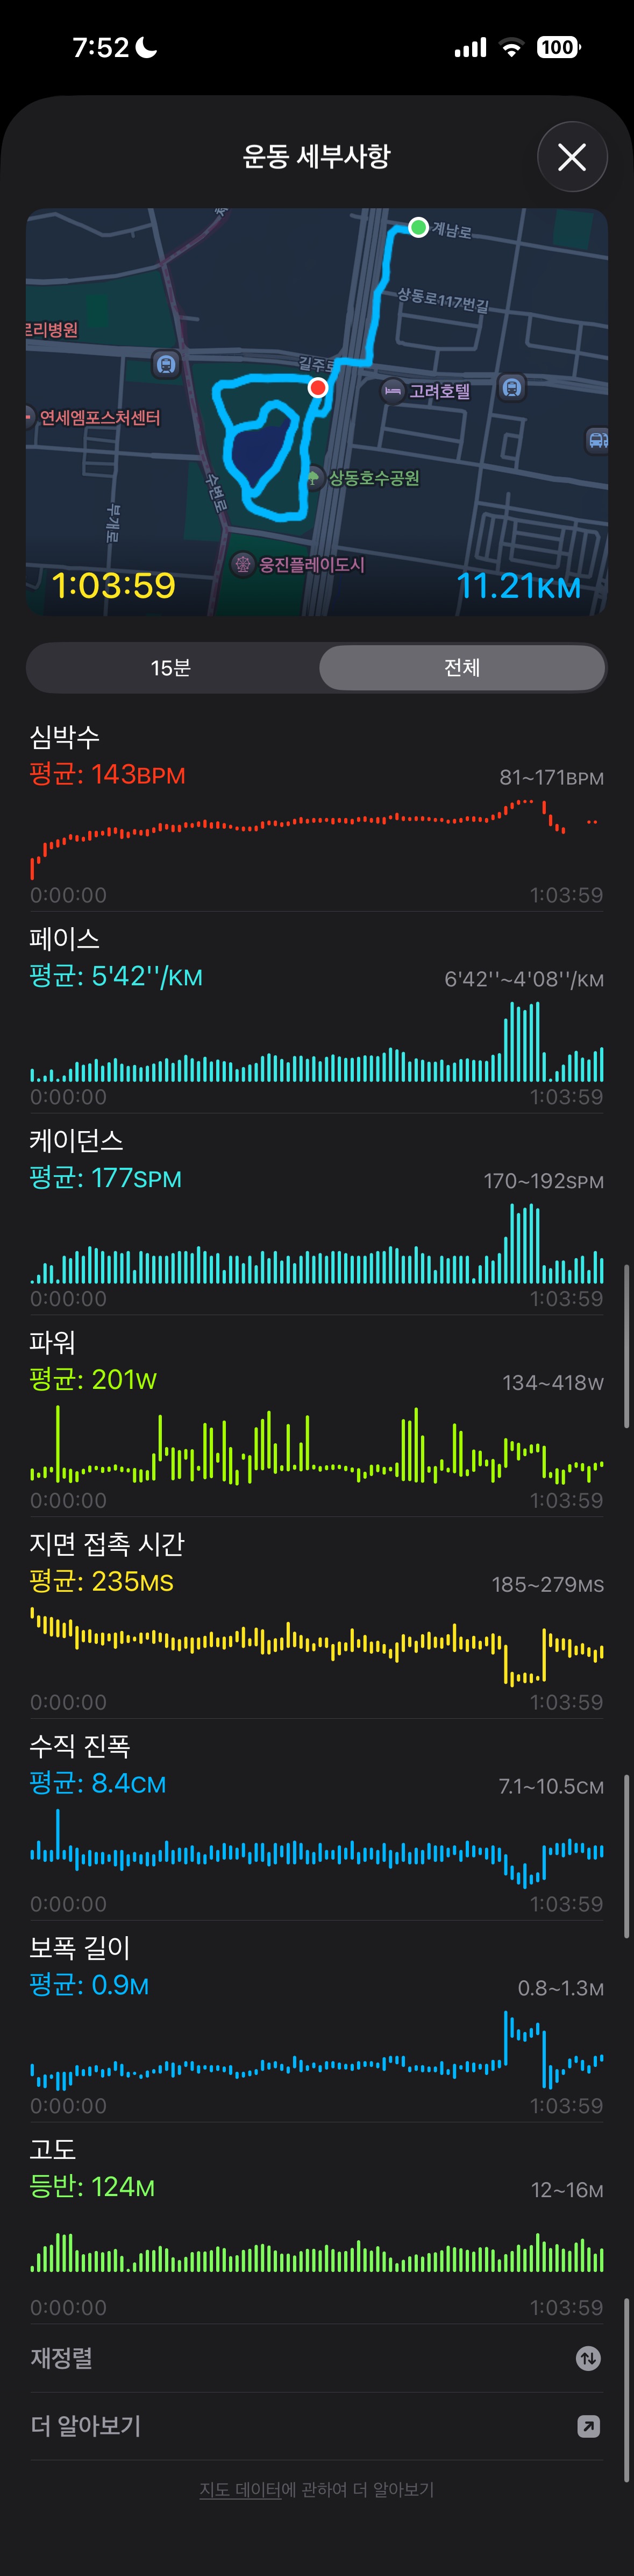 7:52
100
운동 세부사항
계남로
상동로117번길
르리병원
길주로
고려호텔
연세엠포스처센터
수변로
상동호수공원
부개로
웅진플레이도시
1:03:59
11.21KM
15분
전체
심박수
평균: 143BPM
81~171BPM
0:00:00
1:03:59
페이스
평균: 5'42''/KM
6'42''~4'08''/KM
0:00:00
1:03:59
케이던스
평균: 177SPM
170~192SPM
0:00:00
1:03:59
파워
평균: 201W
134~418W
0:00:00
1:03:59
지면 접촉 시간
평균: 235MS
185~279MS
0:00:00
1:03:59
수직 진폭
평균: 8.4CM
7.1~10.5CM
0:00:00
1:03:59
보폭 길이
평균: 0.9M
0.8~1.3M
0:00:00
1:03:59
고도
등반: 124M
12~16M
0:00:00
1:03:59
재정렬
더 알아보기
지도 데이터에 관하여 더 알아보기